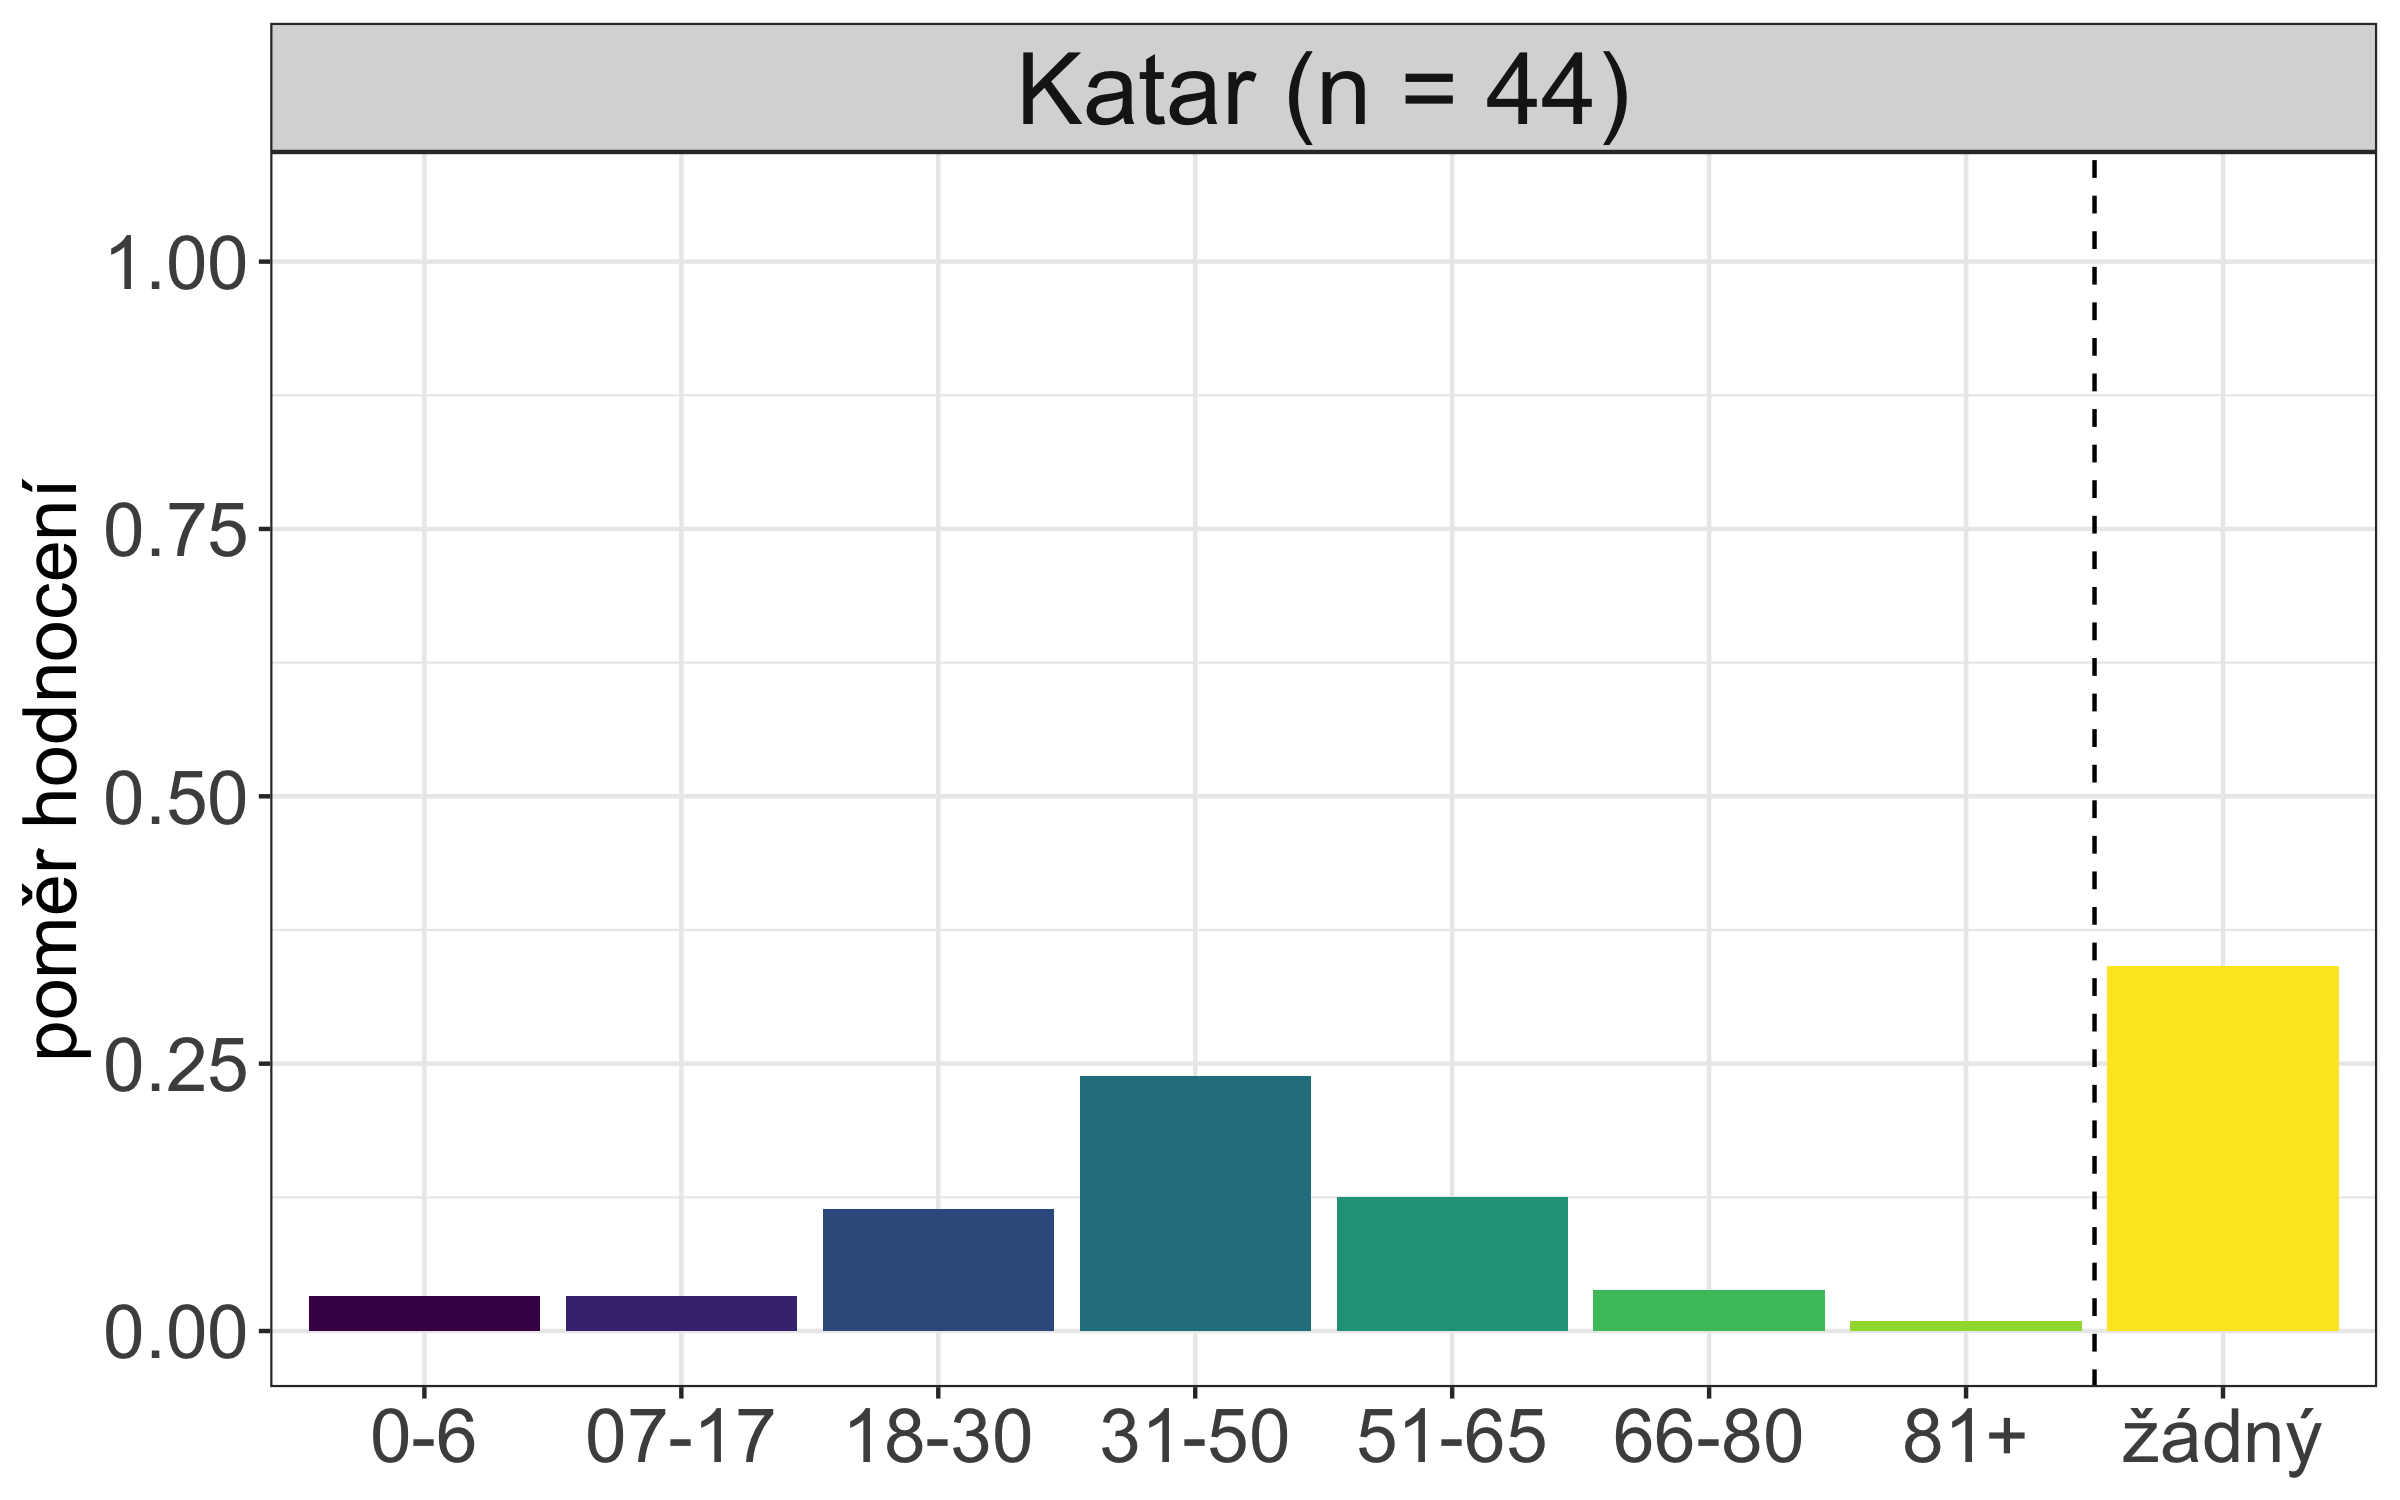 Katar (n = 44)
poměr hodnocení
1.00
0.75
0.50
0.25
0.00
0-6 07-17 18-30 31-50 51-65 66-80 81+ žádný